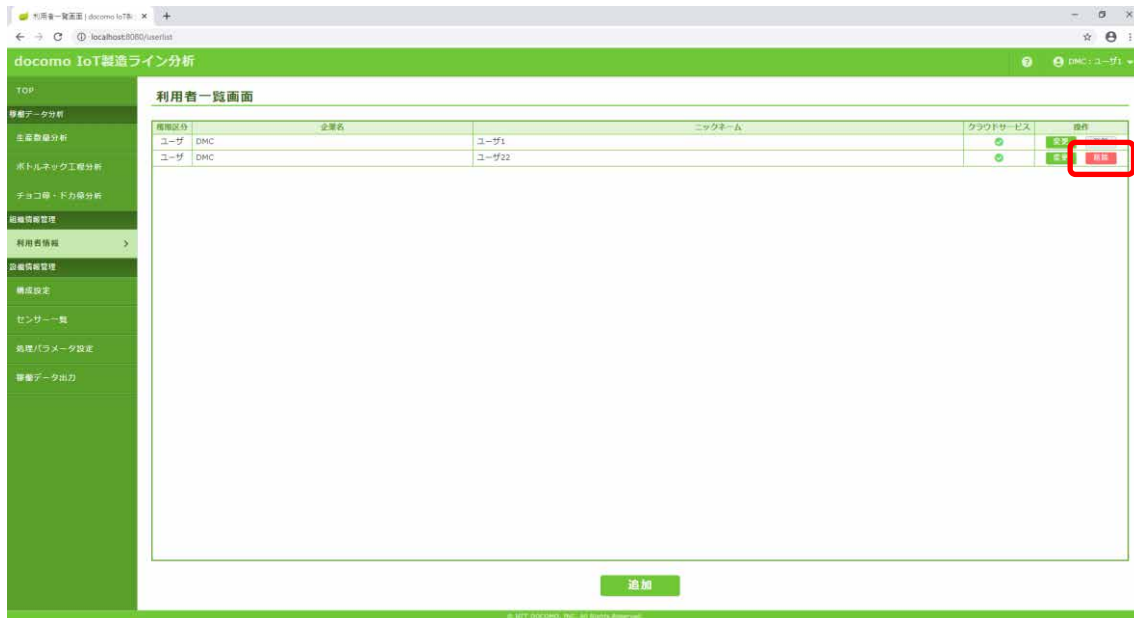 利用者一覧画面 | docomo IoT製
localhost:8080/userlist
docomo IoT製造ライン分析
DMC : ユーザ1
TOP
利用者一覧画面
稼働データ分析
権限区分 企業名 ニックネーム クラウドサービス 操作
ユーザ DMC ユーザ1 変更 削除
ユーザ DMC ユーザ22 変更 削除
生産数量分析
ボトルネック工程分析
チョコ停・ドカ停分析
組織情報管理
利用者情報
設備情報管理
構成設定
センサー一覧
処理パラメータ設定
稼働データ出力
追加
© NTT DOCOMO, INC. All Rights Reserved.